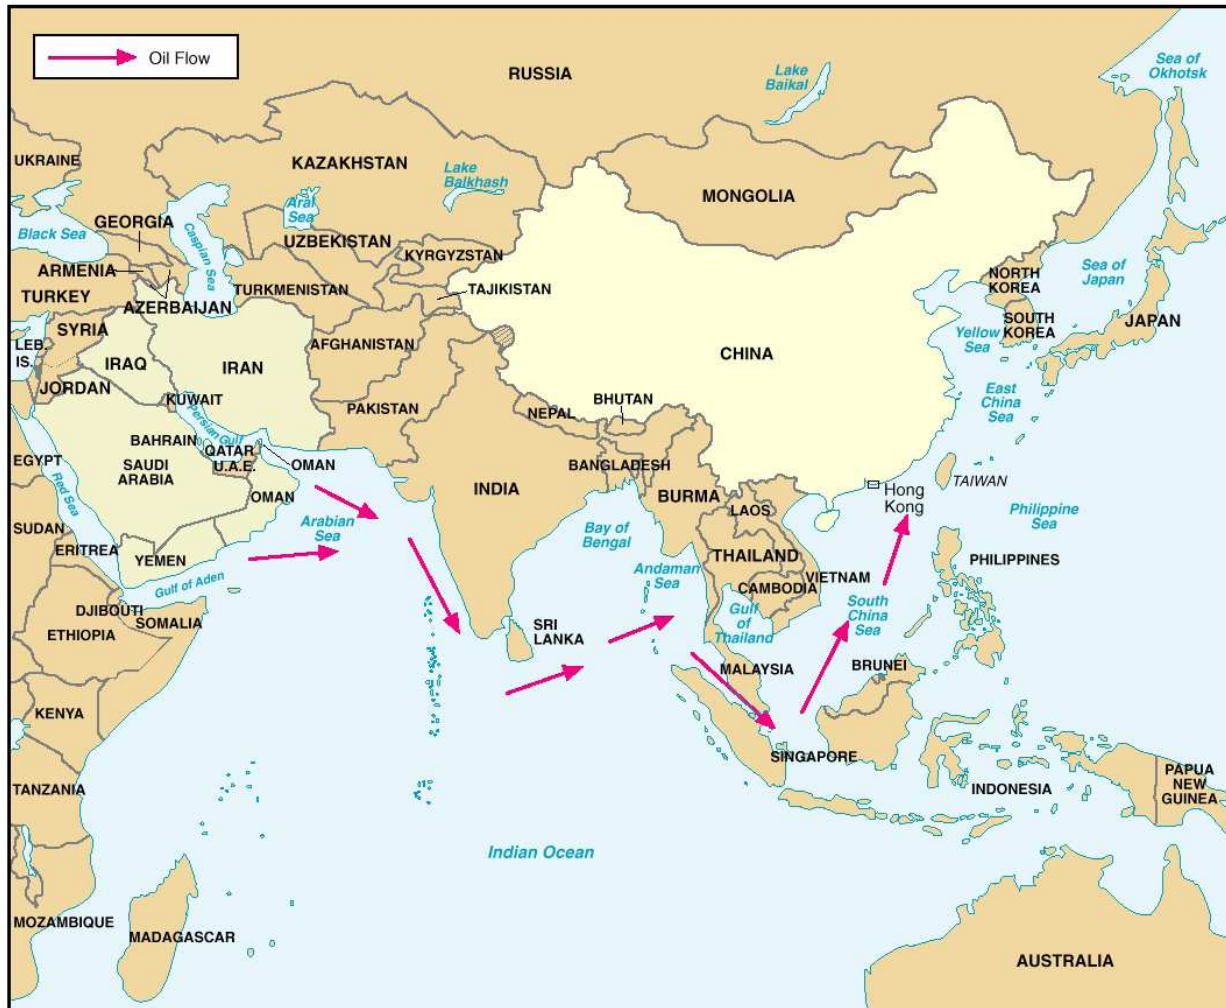 Oil Flow
RUSSIA
Lake
Baikal
Sea of
Okhotsk
UKRAINE
KAZAKHSTAN
Lake
Balkhash
MONGOLIA
Aral
Sea
GEORGIA
Black Sea
Caspian Sea
UZBEKISTAN
KYRGYZSTAN
ARMENIA
TURKEY
AZERBAIJAN
TURKMENISTAN
TAJIKISTAN
NORTH
KOREA
Sea of
Japan
SYRIA
LEB.
IS.
IRAQ
IRAN
AFGHANISTAN
CHINA
SOUTH
KOREA
Yellow
Sea
JAPAN
JORDAN
KUWAIT
Persian Gulf
PAKISTAN
NEPAL
BHUTAN
East
China
Sea
EGYPT
Red Sea
BAHRAIN
QATAR
U.A.E.
OMAN
SAUDI
ARABIA
OMAN
BANGLADESH
INDIA
BURMA
LAOS
Hong
Kong
TAIWAN
SUDAN
ERITREA
YEMEN
Arabian
Sea
Bay of
Bengal
THAILAND
Philippine
Sea
Gulf of Aden
DJIBOUTI
ETHIOPIA
SOMALIA
Andaman
Sea
CAMBODIA
VIETNAM
PHILIPPINES
SRI
LANKA
Gulf
of
Thailand
South
China
Sea
MALAYSIA
BRUNEI
KENYA
SINGAPORE
TANZANIA
INDONESIA
PAPUA
NEW
GUINEA
Indian Ocean
MOZAMBIQUE
MADAGASCAR
AUSTRALIA